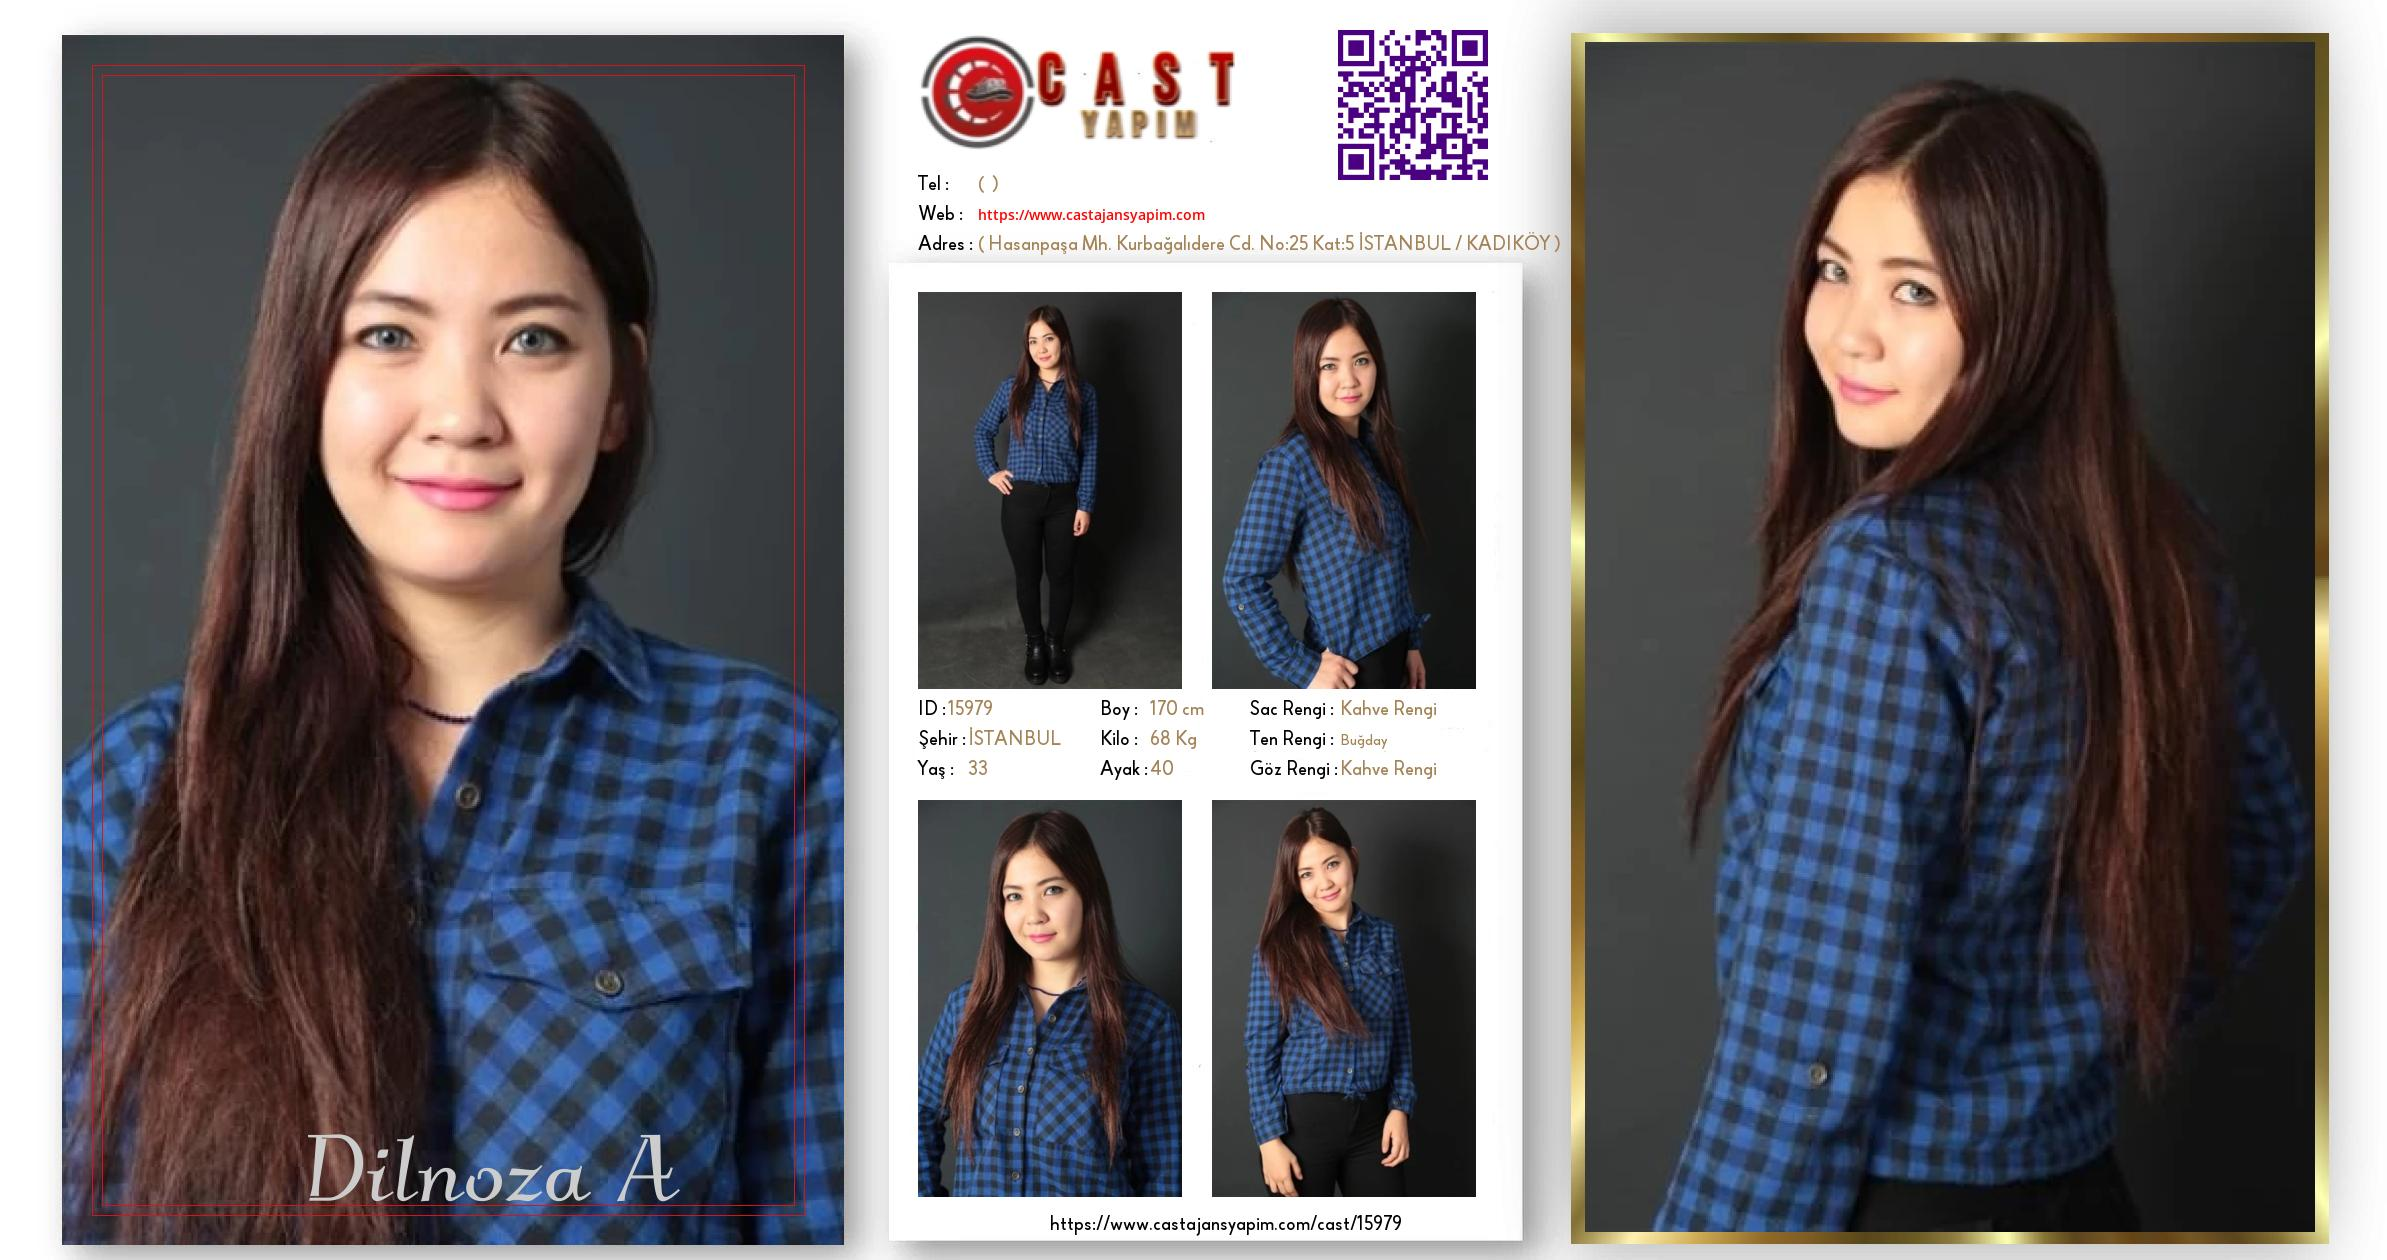 Dilnoza A
CAST
YAPIM
Tel : ( )
Web : https://www.castajansyapim.com
Adres : ( Hasanpaşa Mh. Kurbağalıdere Cd. No:25 Kat:5 İSTANBUL / KADIKÖY )
ID : 15979 Boy : 170 cm Sac Rengi : Kahve Rengi
Şehir : İSTANBUL Kilo : 68 Kg Ten Rengi : Buğday
Yaş : 33 Ayak : 40 Göz Rengi : Kahve Rengi
https://www.castajansyapim.com/cast/15979